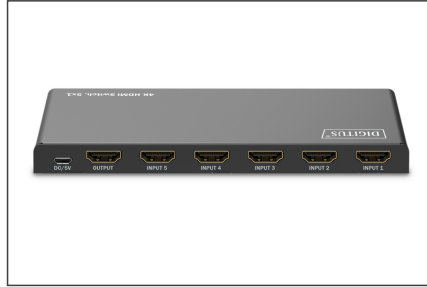 4K HDMI Switch, 5x1
DIGITUS®
DC/5V OUTPUT INPUT 5 INPUT 4 INPUT 3 INPUT 2 INPUT 1